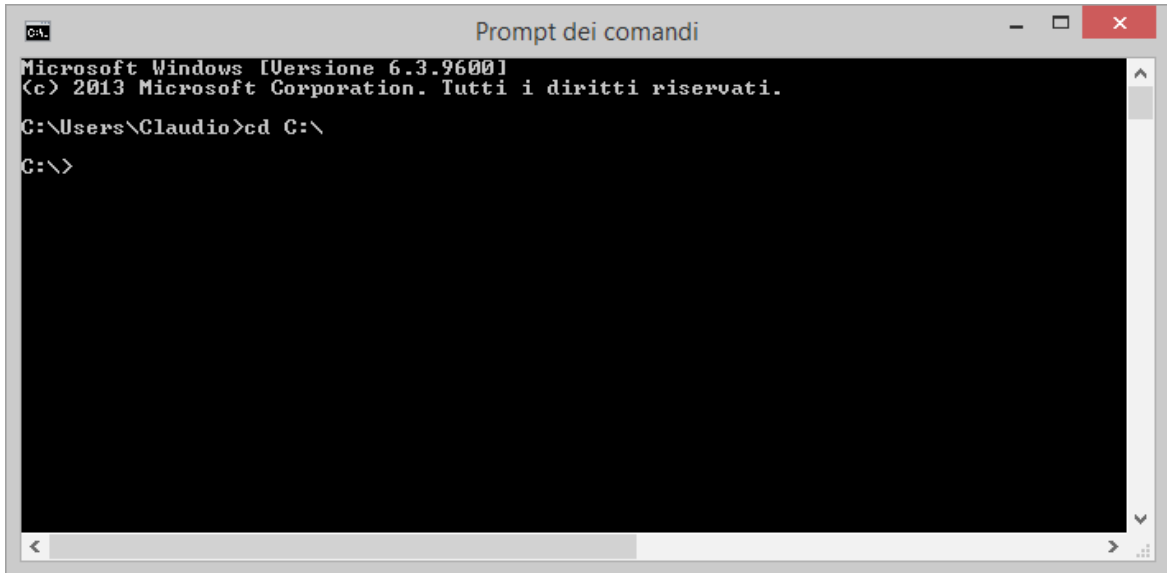 Prompt dei comandi
Microsoft Windows [Versione 6.3.9600]
(c) 2013 Microsoft Corporation. Tutti i diritti riservati.
C:\Users\Claudio>cd C:\
C:\>